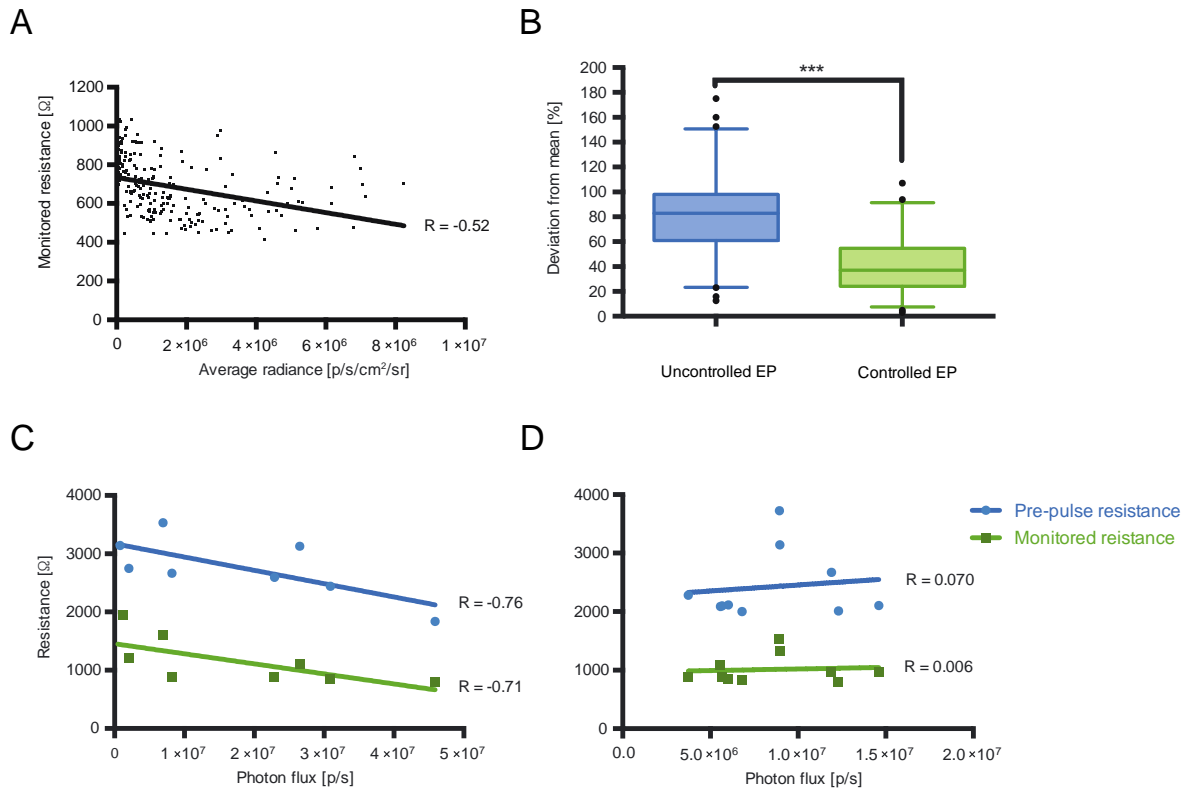 A
Monitored resistance [Ω]
1200
1000
800
600
400
200
0
R = -0.52
0
2×10⁶
4×10⁶
6×10⁶
8×10⁶
1×10⁷
Average radiance [p/s/cm²/sr]
B
Deviation from mean [%]
200
180
160
140
120
100
80
60
40
20
0
***
Uncontrolled EP
Controlled EP
C
Resistance [Ω]
4000
3000
2000
1000
0
R = -0.76
R = -0.71
0
1×10⁷
2×10⁷
3×10⁷
4×10⁷
5×10⁷
Photon flux [p/s]
D
4000
3000
2000
1000
0
R = 0.070
R = 0.006
0.0
5.0×10⁶
1.0×10⁷
1.5×10⁷
2.0×10⁷
Photon flux [p/s]
Pre-pulse resistance
Monitored reistance